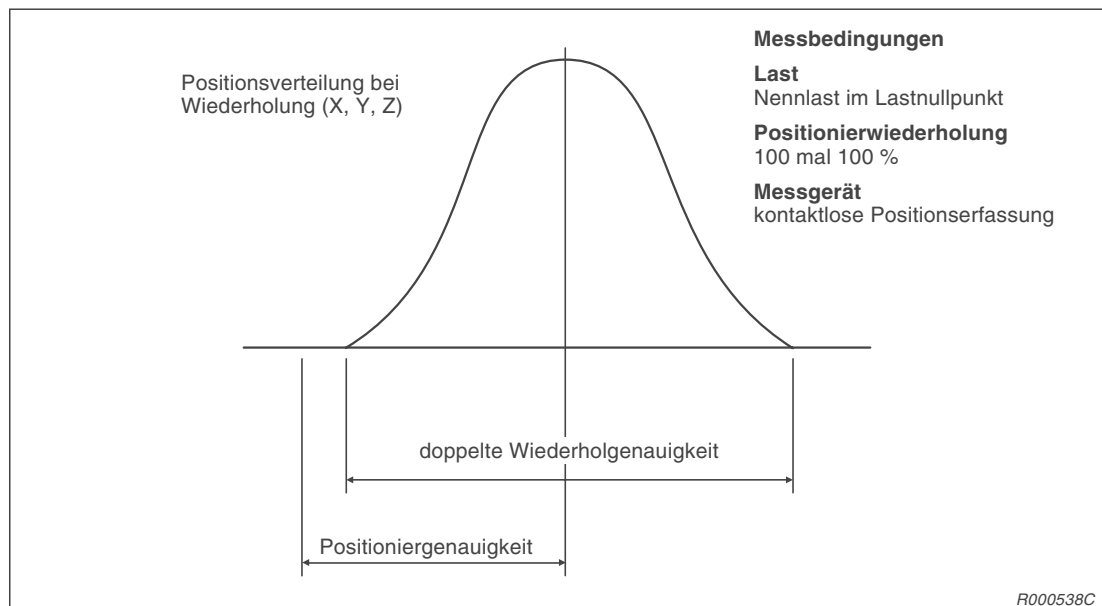 Positionsverteilung bei
Wiederholung (X, Y, Z)
Messbedingungen
Last
Nennlast im Lastnullpunkt
Positionierwiederholung
100 mal 100 %
Messgerät
kontaktlose Positionserfassung
doppelte Wiederholgenauigkeit
Positioniergenauigkeit
R000538C